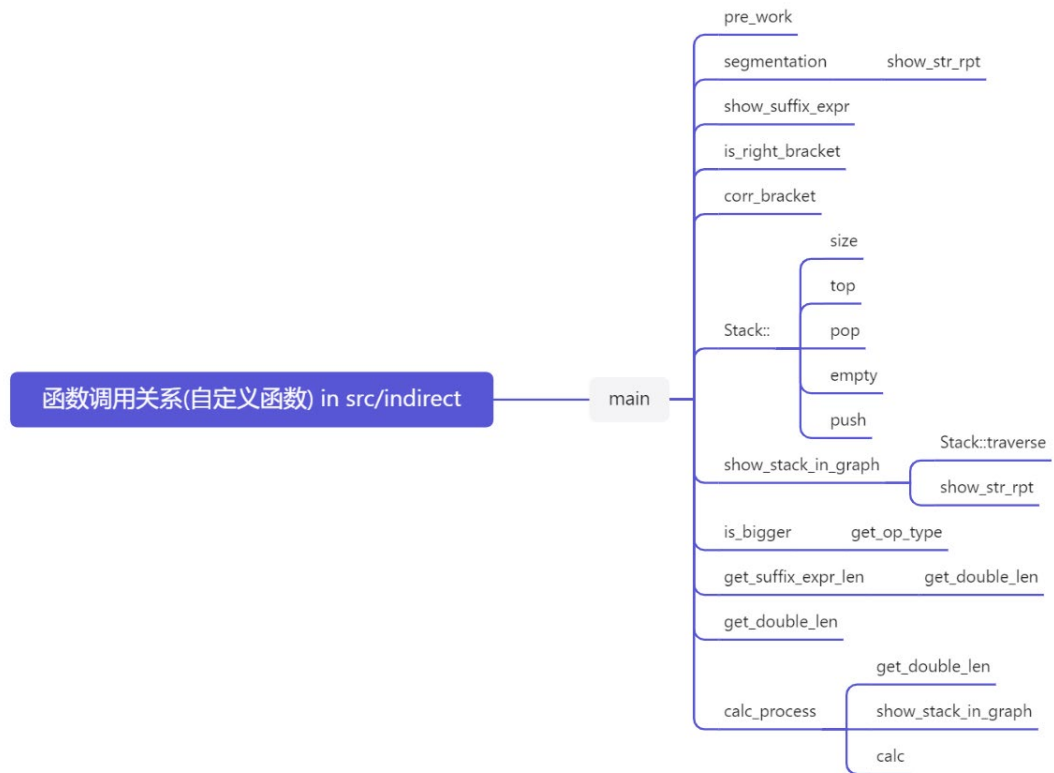 函数调用关系(自定义函数) in src/indirect
main
pre_work
segmentation
show_str_rpt
show_suffix_expr
is_right_bracket
corr_bracket
Stack::
size
top
pop
empty
push
show_stack_in_graph
Stack::traverse
show_str_rpt
is_bigger
get_op_type
get_suffix_expr_len
get_double_len
get_double_len
calc_process
get_double_len
show_stack_in_graph
calc